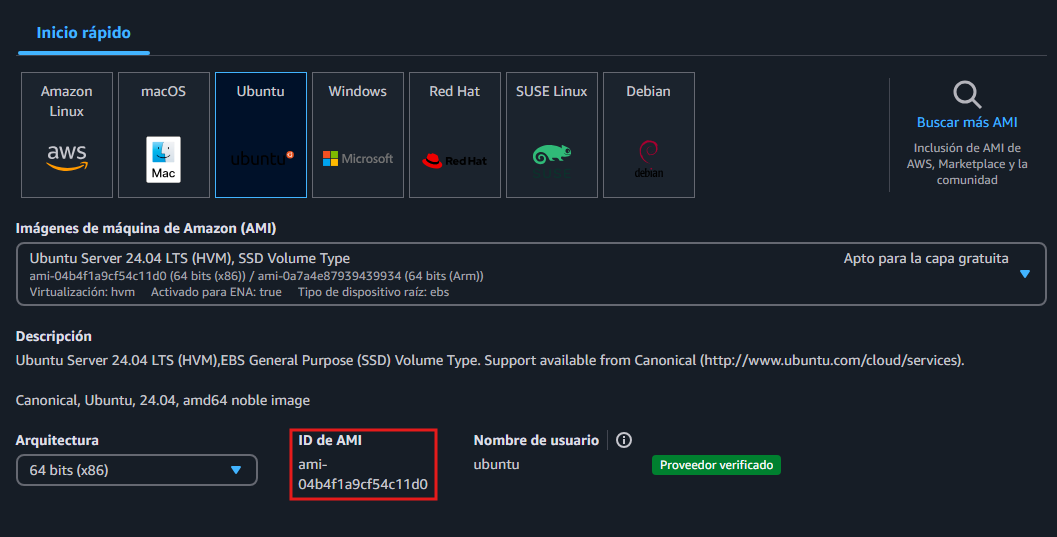 Inicio rápido
Amazon
Linux
aws
macOS
Mac
Ubuntu
ubuntu
Windows
Microsoft
Red Hat
Red Hat
SUSE Linux
Debian
debian
Buscar más AMI
Inclusión de AMI de
AWS, Marketplace y la
comunidad
Imágenes de máquina de Amazon (AMI)
Ubuntu Server 24.04 LTS (HVM), SSD Volume Type
Apto para la capa gratuita
ami-04b4f1a9cf54c11d0 (64 bits (x86)) / ami-0a7a4e87939439934 (64 bits (Arm))
Virtualización: hvm Activado para ENA: true Tipo de dispositivo raíz: ebs
Descripción
Ubuntu Server 24.04 LTS (HVM),EBS General Purpose (SSD) Volume Type. Support available from Canonical (http://www.ubuntu.com/cloud/services).
Canonical, Ubuntu, 24.04, amd64 noble image
Arquitectura
64 bits (x86)
ID de AMI
ami-
04b4f1a9cf54c11d0
Nombre de usuario
ubuntu
Proveedor verificado